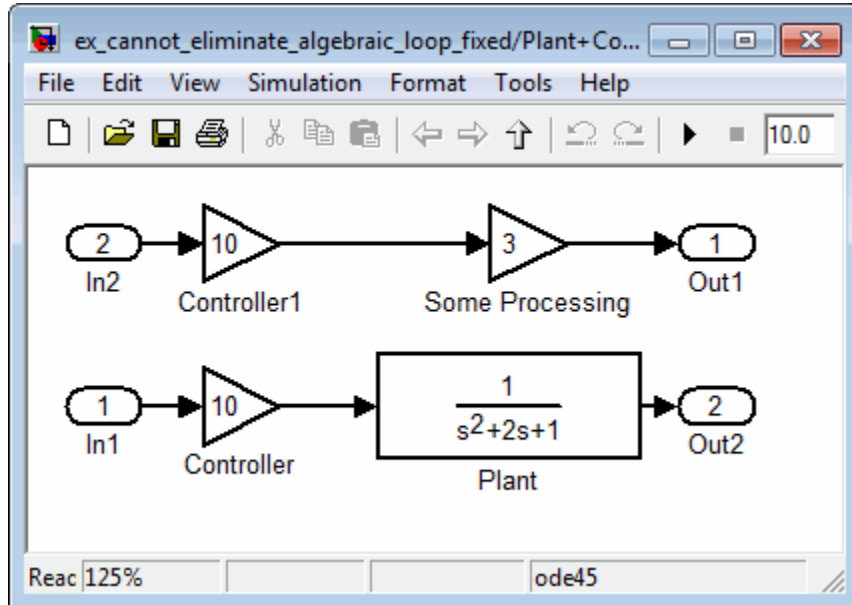 ex_cannot_eliminate_algebraic_loop_fixed/Plant+Co...
File Edit View Simulation Format Tools Help
10.0
2 10 3 1
In2 Controller1 Some Processing Out1
1 10 1 2
s2+2s+1
In1 Controller Plant Out2
Reac 125% ode45